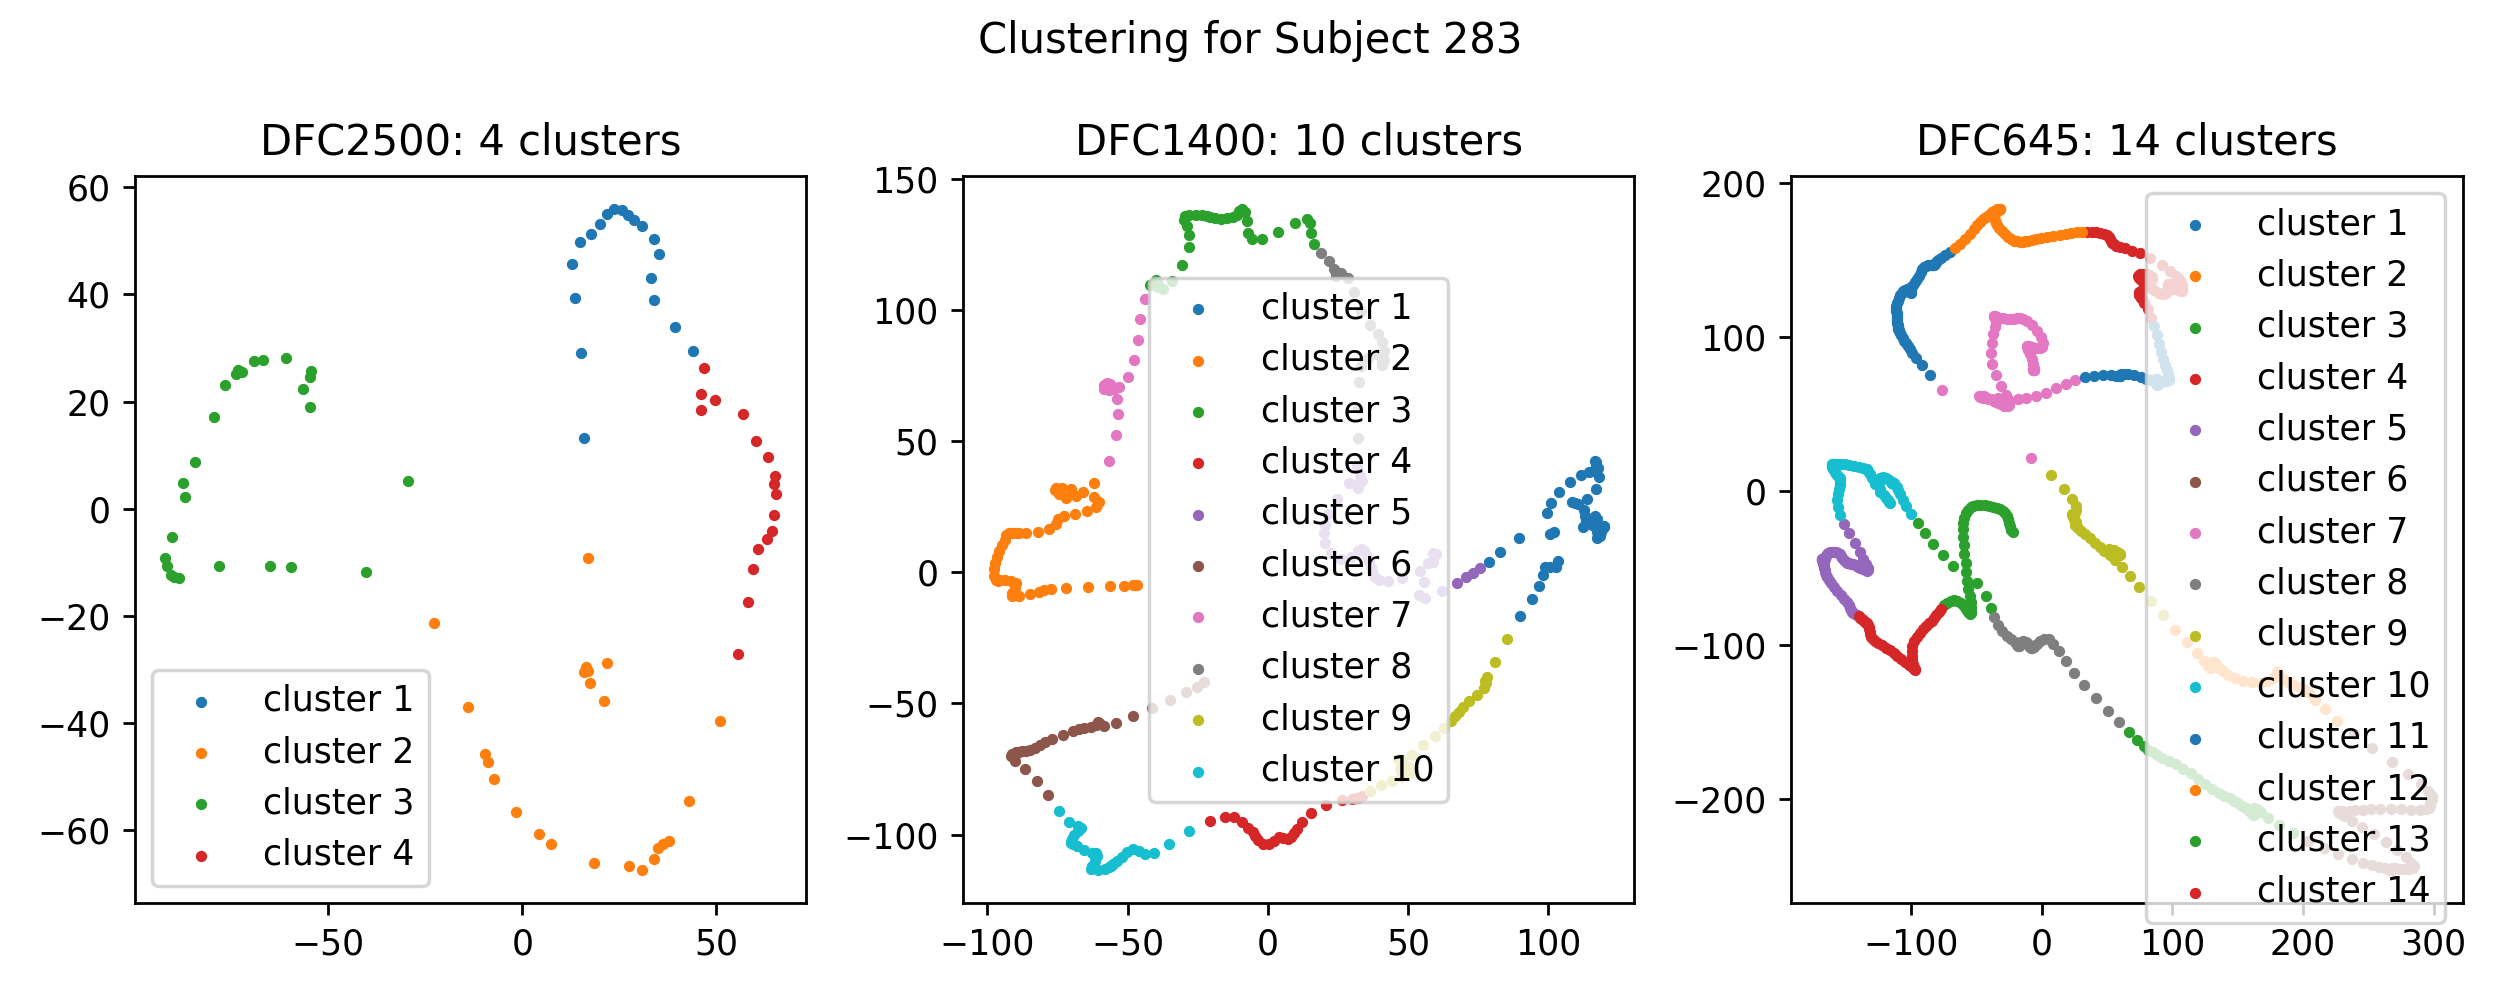 Clustering for Subject 283
DFC2500: 4 clusters
60
40
20
0
−20
−40
−60
−50
0
50
cluster 1
cluster 2
cluster 3
cluster 4
DFC1400: 10 clusters
150
100
50
0
−50
−100
−100
−50
0
50
100
cluster 1
cluster 2
cluster 3
cluster 4
cluster 5
cluster 6
cluster 7
cluster 8
cluster 9
cluster 10
DFC645: 14 clusters
200
100
0
−100
−200
−100
0
100
200
300
cluster 1
cluster 2
cluster 3
cluster 4
cluster 5
cluster 6
cluster 7
cluster 8
cluster 9
cluster 10
cluster 11
cluster 12
cluster 13
cluster 14